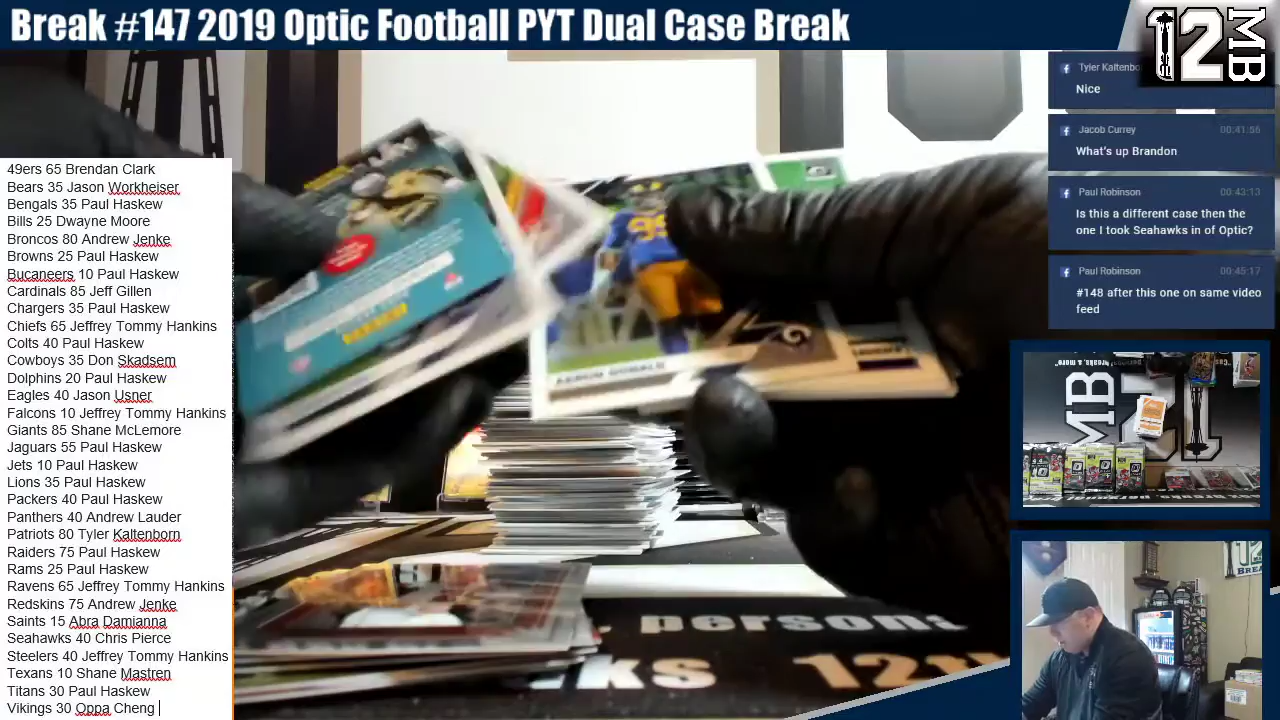 Break #147 2019 Optic Football PYT Dual Case Break
12
MB
49ers 65 Brendan Clark
Bears 35 Jason Workheiser
Bengals 35 Paul Haskew
Bills 25 Dwayne Moore
Broncos 80 Andrew Jenke
Browns 25 Paul Haskew
Bucaneers 10 Paul Haskew
Cardinals 85 Jeff Gillen
Chargers 35 Paul Haskew
Chiefs 65 Jeffrey Tommy Hankins
Colts 40 Paul Haskew
Cowboys 35 Don Skadsem
Dolphins 20 Paul Haskew
Eagles 40 Jason Usner
Falcons 10 Jeffrey Tommy Hankins
Giants 85 Shane McLemore
Jaguars 55 Paul Haskew
Jets 10 Paul Haskew
Lions 35 Paul Haskew
Packers 40 Paul Haskew
Panthers 40 Andrew Lauder
Patriots 80 Tyler Kaltenborn
Raiders 75 Paul Haskew
Rams 25 Paul Haskew
Ravens 65 Jeffrey Tommy Hankins
Redskins 75 Andrew Jenke
Saints 15 Abra Damianna
Seahawks 40 Chris Pierce
Steelers 40 Jeffrey Tommy Hankins
Texans 10 Shane Mastren
Titans 30 Paul Haskew
Vikings 30 Oppa Cheng
Tyler Kaltenbo
Nice
Jacob Currey 00:41:56
What's up Brandon
Paul Robinson 00:43:13
Is this a different case then the
one I took Seahawks in of Optic?
Paul Robinson 00:45:17
#148 after this one on same video
feed
AARON DONALD
99
, persona
ks 12th
MB
12